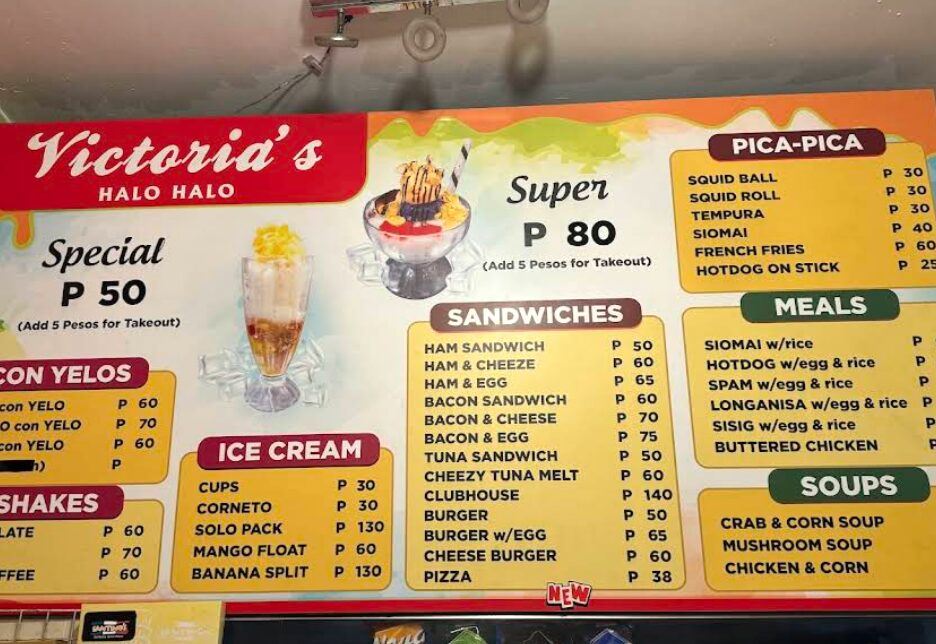 Victoria's
HALO HALO
Special
P 50
(Add 5 Pesos for Takeout)
Super
P 80
(Add 5 Pesos for Takeout)
CON YELOS
con YELO P 60
O con YELO P 70
con YELO P 60
h) P
SHAKES
LATE P 60
P 70
FFEE P 60
ICE CREAM
CUPS P 30
CORNETO P 30
SOLO PACK P 130
MANGO FLOAT P 60
BANANA SPLIT P 130
SANDWICHES
HAM SANDWICH P 50
HAM & CHEEZE P 60
HAM & EGG P 65
BACON SANDWICH P 60
BACON & CHEESE P 70
BACON & EGG P 75
TUNA SANDWICH P 50
CHEEZY TUNA MELT P 60
CLUBHOUSE P 140
BURGER P 50
BURGER w/EGG P 65
CHEESE BURGER P 60
PIZZA P 38
NEW
PICA-PICA
SQUID BALL P 30
SQUID ROLL P 30
TEMPURA P 30
SIOMAI P 40
FRENCH FRIES P 60
HOTDOG ON STICK P 25
MEALS
SIOMAI w/rice P
HOTDOG w/egg & rice P
SPAM w/egg & rice P
LONGANISA w/egg & rice P
SISIG w/egg & rice P
BUTTERED CHICKEN P
SOUPS
CRAB & CORN SOUP
MUSHROOM SOUP
CHICKEN & CORN